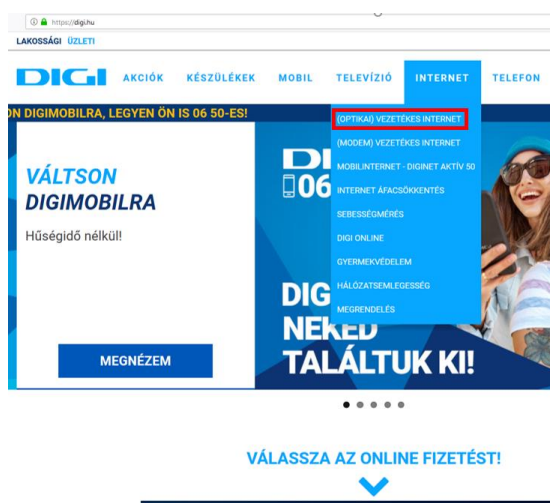 https://digi.hu
LAKOSSÁGI ÜZLETI
DIGI AKCIÓK KÉSZÜLÉKEK MOBIL TELEVÍZIÓ INTERNET TELEFON
ON DIGIMOBILRA, LEGYEN ÖN IS 06 50-ES!
(OPTIKAI) VEZETÉKES INTERNET
(MODEM) VEZETÉKES INTERNET
MOBILINTERNET - DIGINET AKTÍV 50
INTERNET ÁFACSÖKKENTÉS
SEBESSÉGMÉRÉS
DIGI ONLINE
GYERMEKVÉDELEM
HÁLÓZATSEMLEGESSÉG
MEGRENDELÉS
VÁLTSON
DIGIMOBILRA
Hűségidő nélkül!
MEGNÉZEM
DI
06
DIG
NEKED
TALÁLTUK KI!
VÁLASSZA AZ ONLINE FIZETÉST!